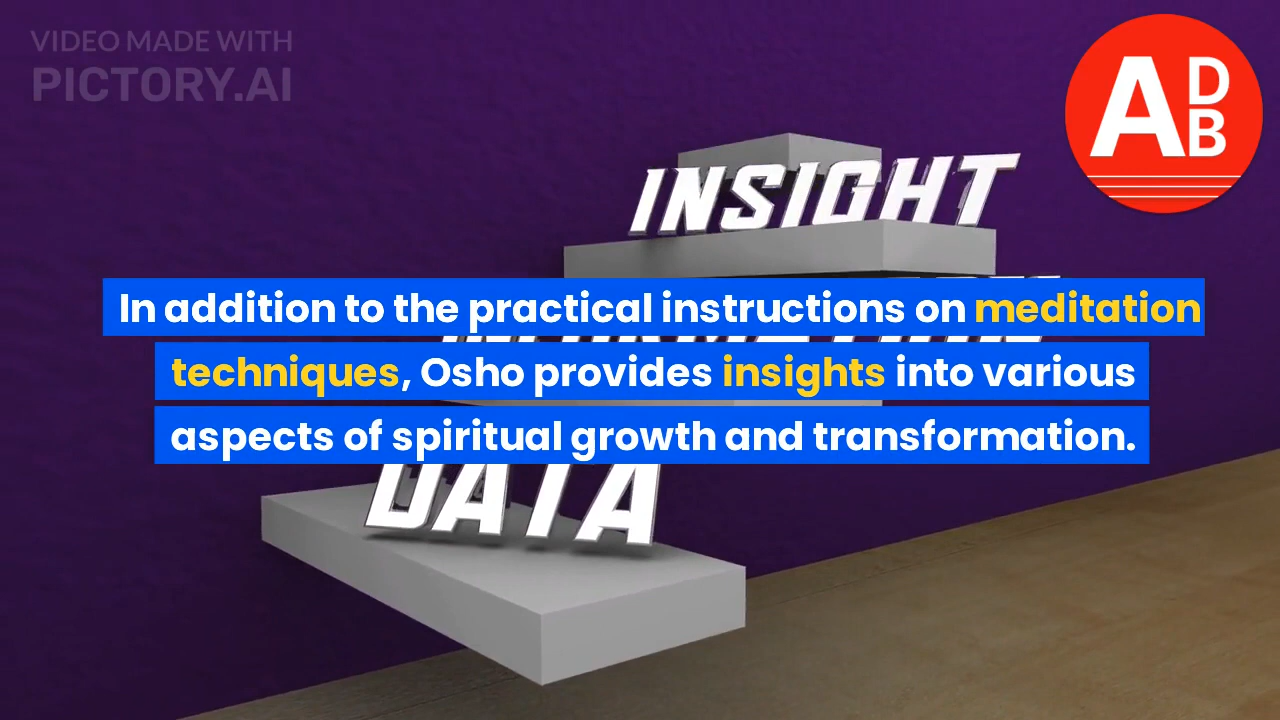 VIDEO MADE WITH
PICTORY.AI
A
D
B
INSIGHT
In addition to the practical instructions on meditation
techniques, Osho provides insights into various
aspects of spiritual growth and transformation.
DATA